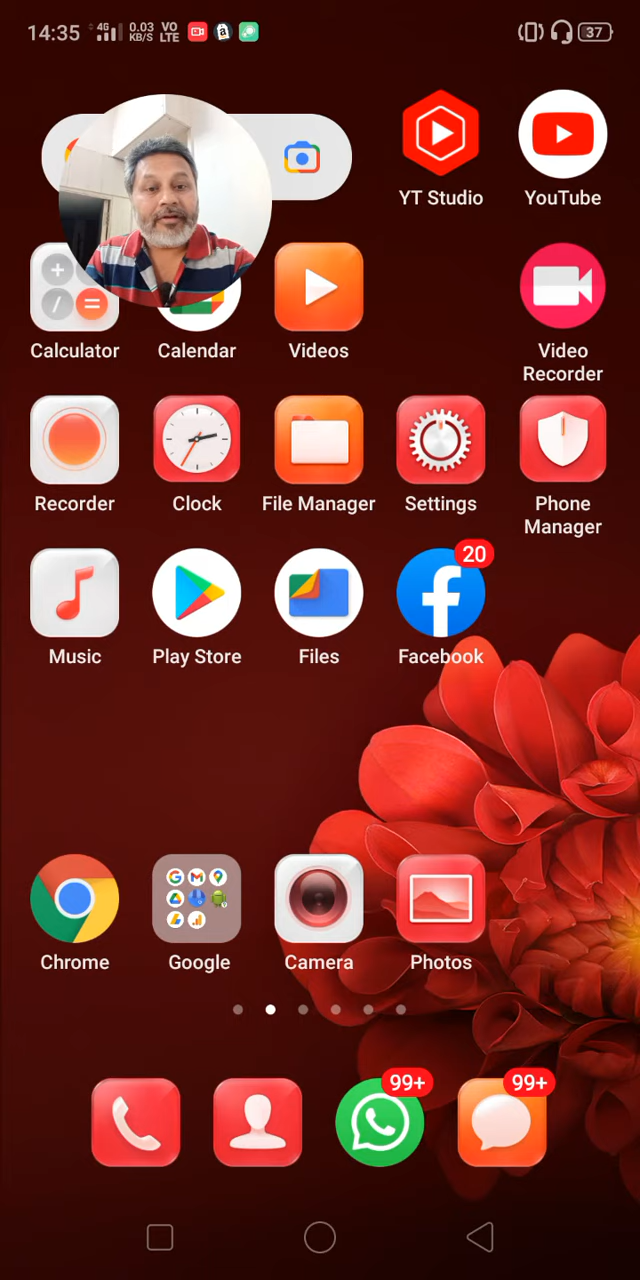 14:35 4G 0.03 KB/S VO LTE 37
YT Studio YouTube
Calculator Calendar Videos Video Recorder
Recorder Clock File Manager Settings Phone Manager
20
Music Play Store Files Facebook
Chrome Google Camera Photos
99+ 99+